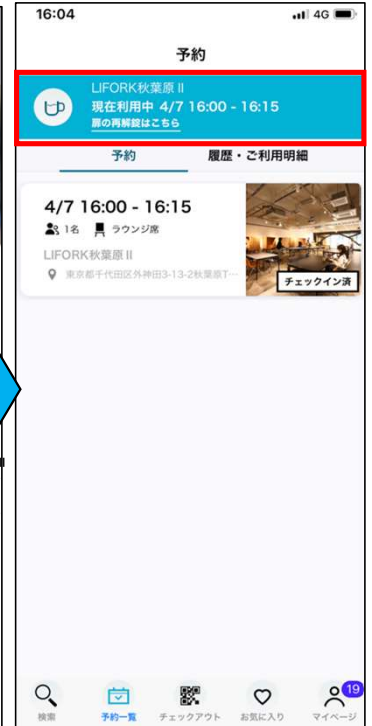 16:04
4G
予約
LIFORK秋葉原Ⅱ
現在利用中 4/7 16:00 - 16:15
扉の再解錠はこちら
予約 履歴・ご利用明細
4/7 16:00 - 16:15
1名 ラウンジ席
LIFORK秋葉原Ⅱ
東京都千代田区外神田3-13-2秋葉原T…
チェックイン済
19
検索 予約一覧 チェックアウト お気に入り マイページ